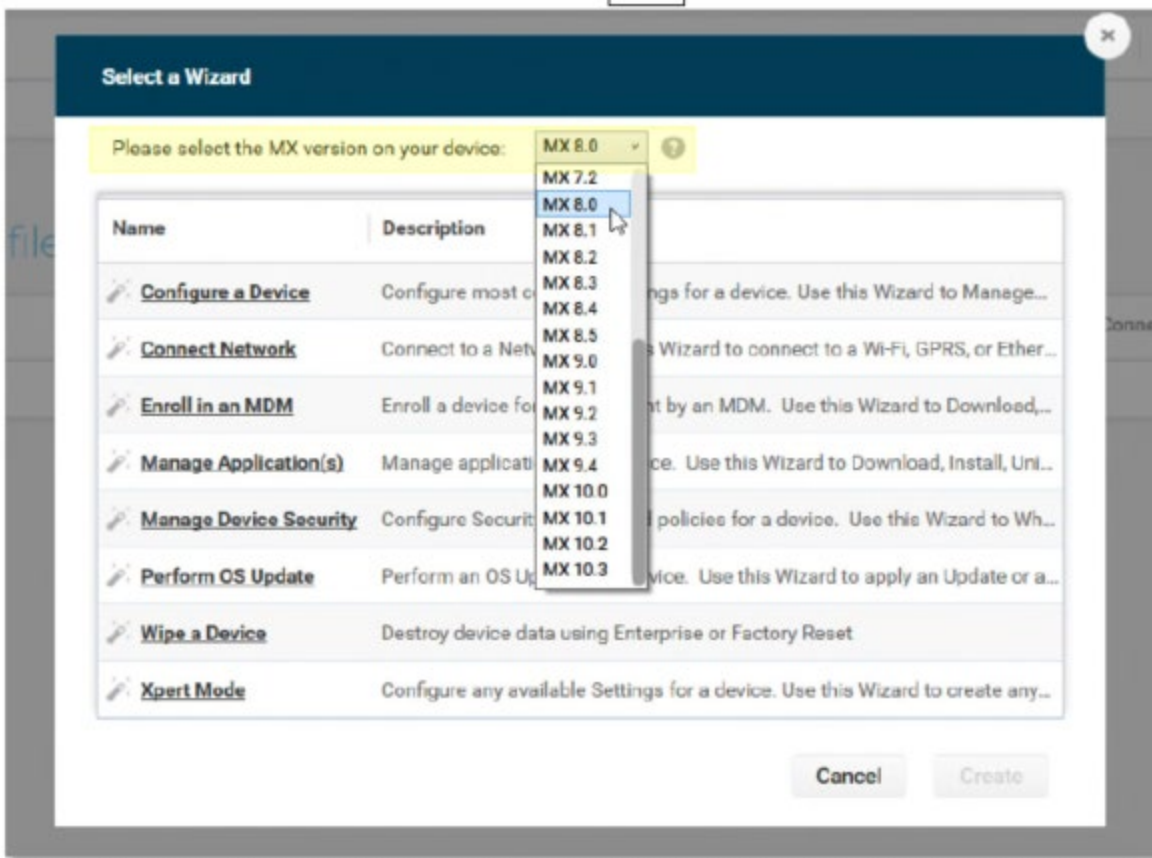 Select a Wizard
Please select the MX version on your device: MX 8.0
MX 7.2
MX 8.0
MX 8.1
MX 8.2
MX 8.3
MX 8.4
MX 8.5
MX 9.0
MX 9.1
MX 9.2
MX 9.3
MX 9.4
MX 10.0
MX 10.1
MX 10.2
MX 10.3
file
Name Description
Configure a Device Configure most c ngs for a device. Use this Wizard to Manage...
Conne
Connect Network Connect to a Net s Wizard to connect to a Wi-Fi, GPRS, or Ether...
Enroll in an MDM Enroll a device fo t by an MDM. Use this Wizard to Download,...
Manage Application(s) Manage applicati ce. Use this Wizard to Download, Install, Uni...
Manage Device Security Configure Securit policies for a device. Use this Wizard to Wh...
Perform OS Update Perform an OS Up vice. Use this Wizard to apply an Update or a...
Wipe a Device Destroy device data using Enterprise or Factory Reset
Xpert Mode Configure any available Settings for a device. Use this Wizard to create any...
Cancel Create